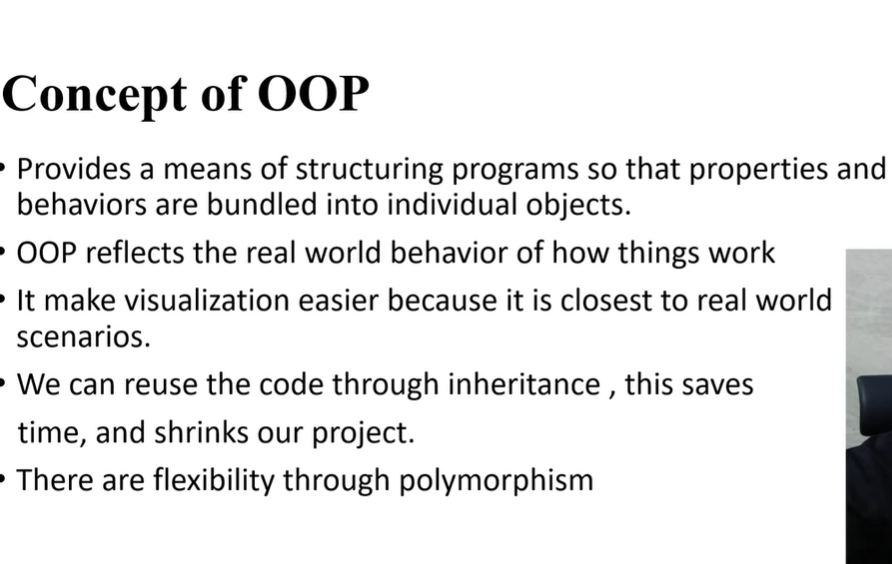 Concept of OOP
• Provides a means of structuring programs so that properties and
behaviors are bundled into individual objects.
• OOP reflects the real world behavior of how things work
• It make visualization easier because it is closest to real world
scenarios.
• We can reuse the code through inheritance , this saves
time, and shrinks our project.
• There are flexibility through polymorphism